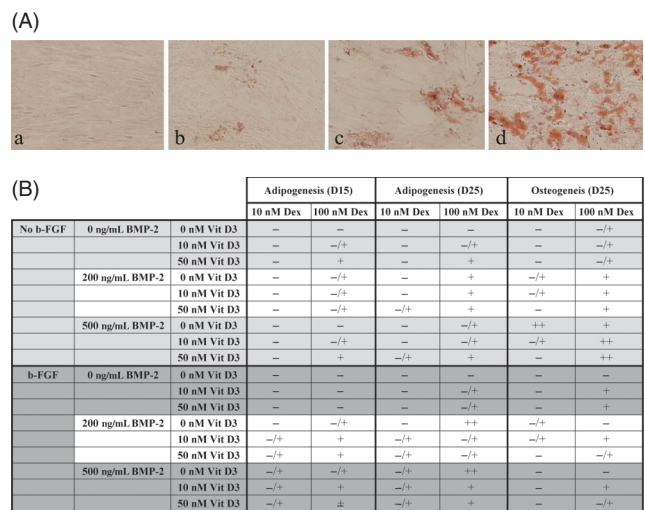 (A)
a b c d
(B)
Adipogenesis (D15) Adipogenesis (D25) Osteogeneis (D25)
10 nM Dex 100 nM Dex 10 nM Dex 100 nM Dex 10 nM Dex 100 nM Dex
No b-FGF 0 ng/mL BMP-2 0 nM Vit D3 – – – – – –/+
10 nM Vit D3 – –/+ – –/+ – –/+
50 nM Vit D3 – + – + – –/+
200 ng/mL BMP-2 0 nM Vit D3 – –/+ – + –/+ +
10 nM Vit D3 – –/+ – + –/+ +
50 nM Vit D3 – –/+ –/+ + – +
500 ng/mL BMP-2 0 nM Vit D3 – – – –/+ ++ +
10 nM Vit D3 – –/+ – + –/+ ++
50 nM Vit D3 – + –/+ + – ++
b-FGF 0 ng/mL BMP-2 0 nM Vit D3 – – – – – –
10 nM Vit D3 – – – –/+ – +
50 nM Vit D3 – – – –/+ – +
200 ng/mL BMP-2 0 nM Vit D3 – –/+ – ++ –/+ –
10 nM Vit D3 –/+ + –/+ + –/+ +
50 nM Vit D3 –/+ + –/+ + – –/+
500 ng/mL BMP-2 0 nM Vit D3 –/+ –/+ –/+ ++ – –
10 nM Vit D3 –/+ + –/+ + – +
50 nM Vit D3 –/+ ± –/+ + – –/+